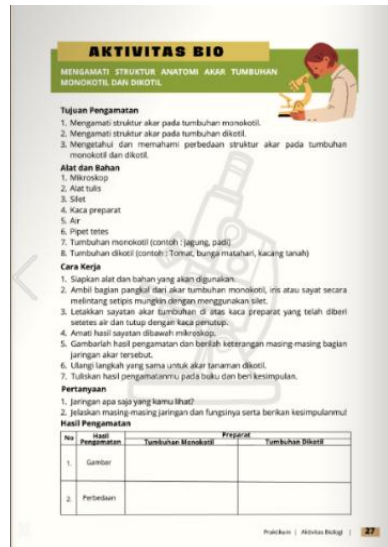 AKTIVITAS BIO
MENGAMATI STRUKTUR ANATOMI AKAR TUMBUHAN
MONOKOTIL DAN DIKOTIL
Tujuan Pengamatan
1. Mengamati struktur akar pada tumbuhan monokotil.
2. Mengamati struktur akar pada tumbuhan dikotil.
3. Mengetahui dan memahami perbedaan struktur akar pada tumbuhan
monokotil dan dikotil.
Alat dan Bahan
1. Mikroskop
2. Alat tulis
3. Silet
4. Kaca preparat
5. Air
6. Pipet tetes
7. Tumbuhan monokotil (contoh : Jagung, padi)
8. Tumbuhan dikotil (contoh : Tomat, bunga matahari, kacang tanah)
Cara Kerja
1. Siapkan alat dan bahan yang akan digunakan.
2. Ambil bagian pangkal dari akar tumbuhan monokotil, iris atau sayat secara
melintang setipis mungkin dengan menggunakan silet.
3. Letakkan sayatan akar tumbuhan di atas kaca preparat yang telah diberi
setetes air dan tutup dengan kaca penutup.
4. Amati hasil sayatan dibawah mikroskop.
5. Gambarlah hasil pengamatan dan berilah keterangan masing-masing bagian
jaringan akar tersebut.
6. Ulangi langkah yang sama untuk akar tanaman dikotil.
7. Tuliskan hasil pengamatanmu pada buku dan beri kesimpulan.
Pertanyaan
1. Jaringan apa saja yang kamu lihat?
2. Jelaskan masing-masing jaringan dan fungsinya serta berikan kesimpulanmu!
Hasil Pengamatan
No Hasil Pengamatan Preparat
Tumbuhan Monokotil Tumbuhan Dikotil
1. Gambar
2. Perbedaan
Praktikum | Aktivitas Biologi | 27